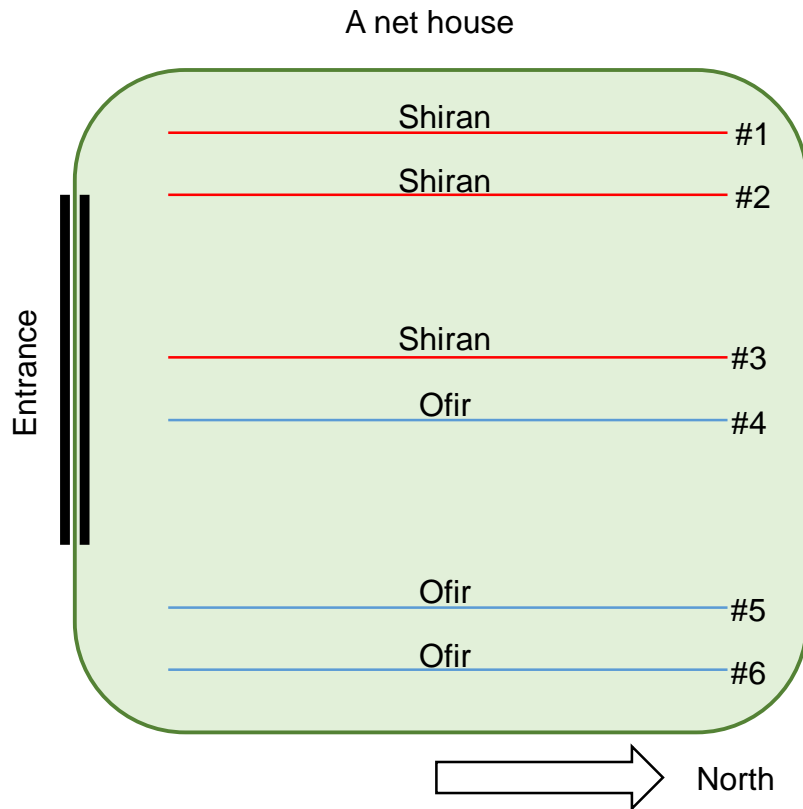 A net house
Shiran
#1
Shiran
#2
Entrance
Shiran
#3
Ofir
#4
Ofir
#5
Ofir
#6
North